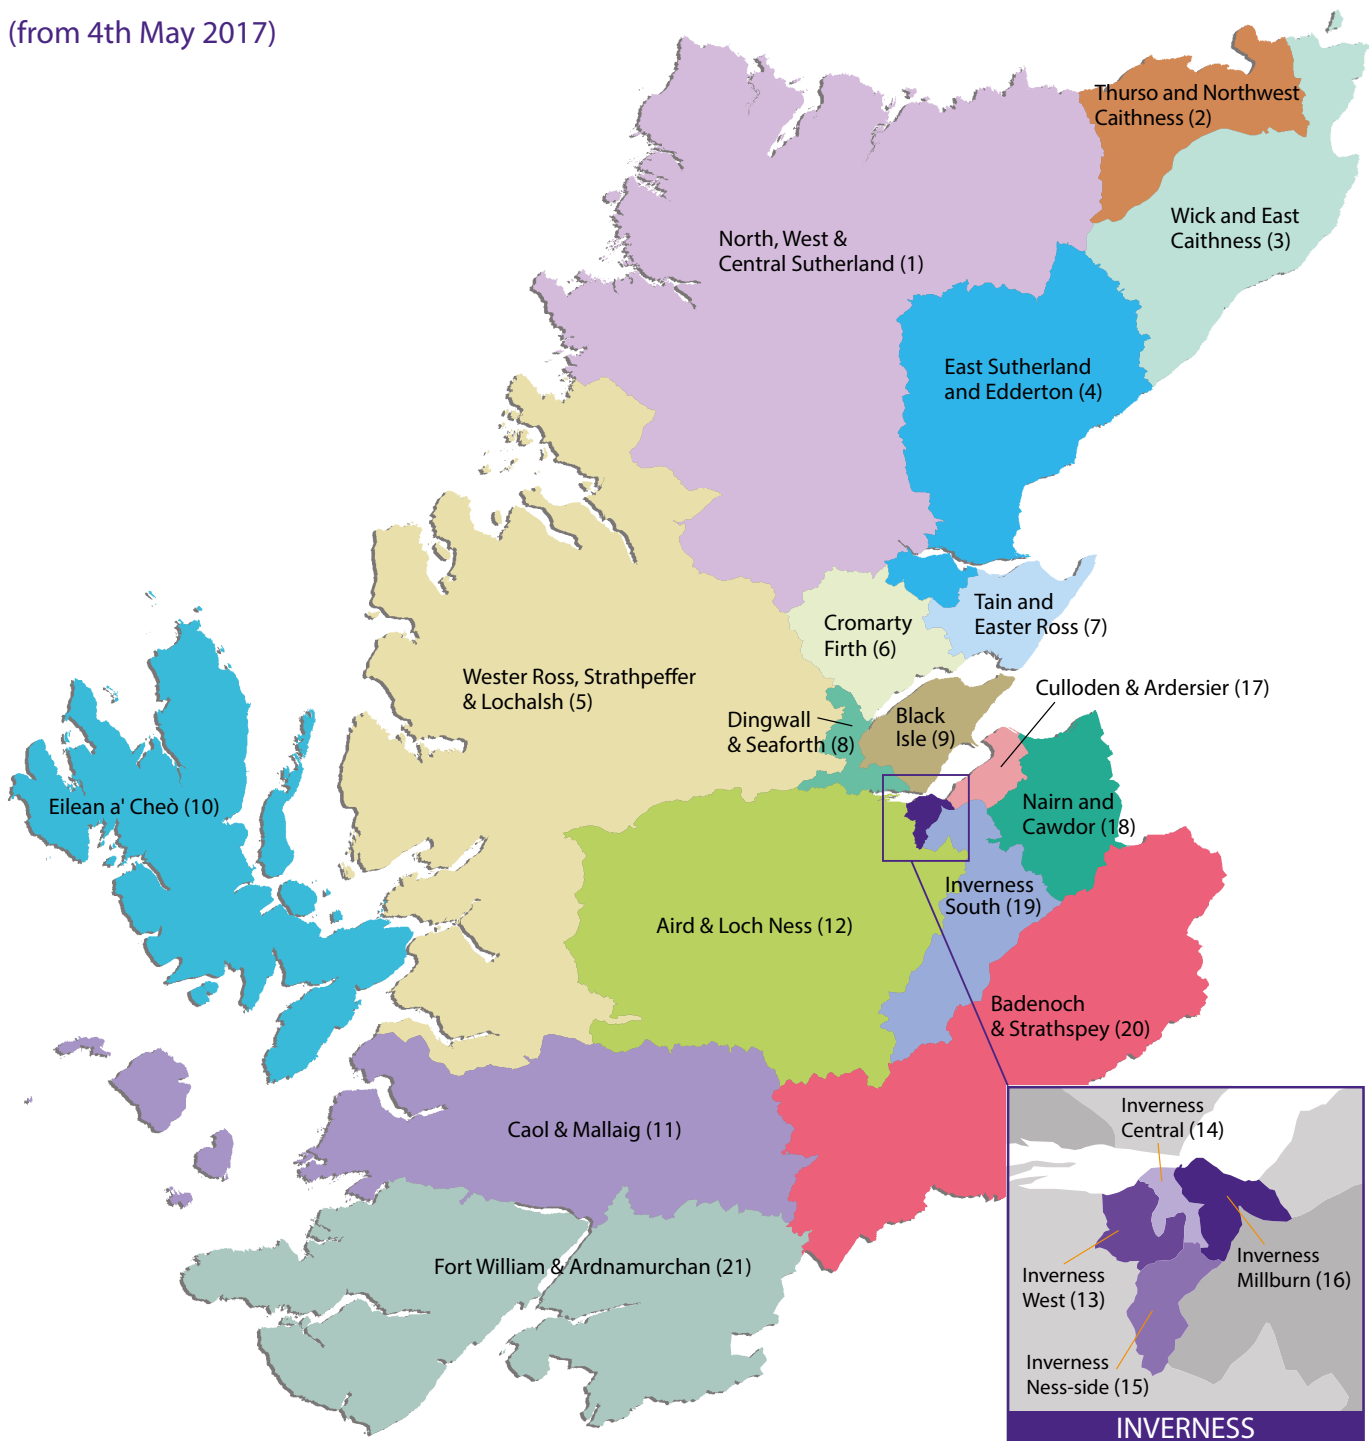 (from 4th May 2017)
Thurso and Northwest
Caithness (2)
Wick and East
Caithness (3)
North, West &
Central Sutherland (1)
East Sutherland
and Edderton (4)
Tain and
Easter Ross (7)
Cromarty
Firth (6)
Wester Ross, Strathpeffer
& Lochalsh (5)
Culloden & Ardersier (17)
Dingwall
& Seaforth (8)
Black
Isle (9)
Eilean a' Cheò (10)
Nairn and
Cawdor (18)
Inverness
South (19)
Aird & Loch Ness (12)
Badenoch
& Strathspey (20)
Caol & Mallaig (11)
Fort William & Ardnamurchan (21)
Inverness
Central (14)
Inverness
Millburn (16)
Inverness
West (13)
Inverness
Ness-side (15)
INVERNESS